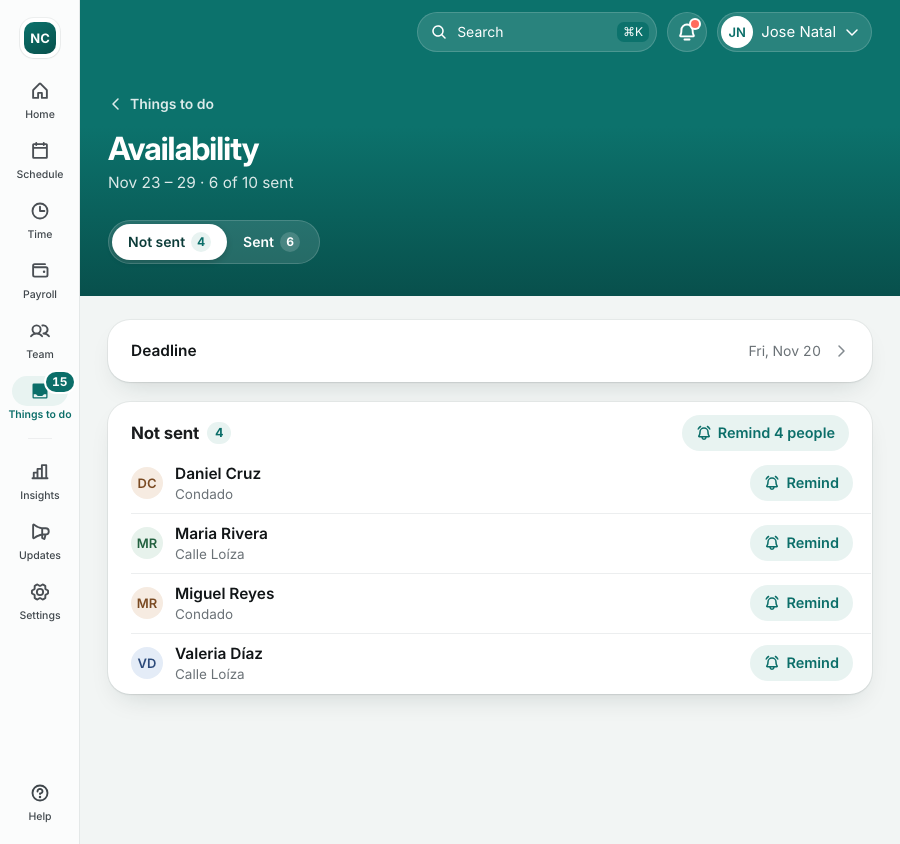 NC
Search
⌘K
JN
Jose Natal
Home
Schedule
Time
Payroll
Team
15
Things to do
Insights
Updates
Settings
Help
Things to do
Availability
Nov 23 – 29 · 6 of 10 sent
Not sent 4
Sent 6
Deadline
Fri, Nov 20
Not sent 4
Remind 4 people
DC
Daniel Cruz
Condado
Remind
MR
Maria Rivera
Calle Loíza
Remind
MR
Miguel Reyes
Condado
Remind
VD
Valeria Díaz
Calle Loíza
Remind